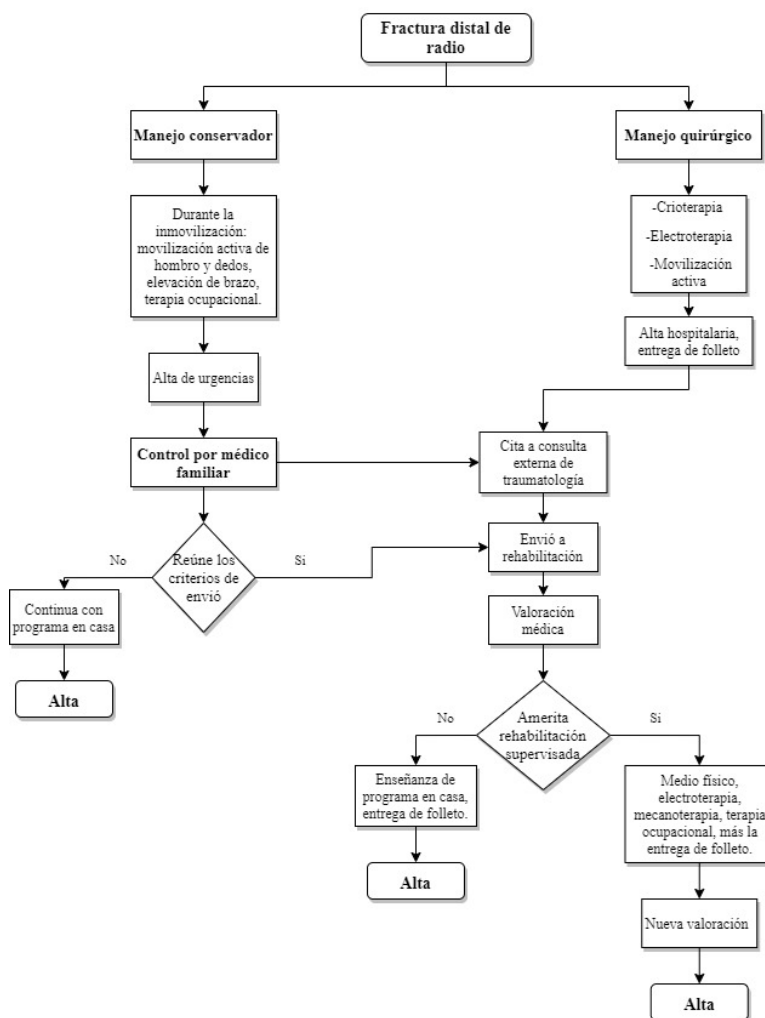 Fractura distal de
radio
Manejo conservador
Manejo quirúrgico
Durante la
inmovilización:
movilización activa de
hombro y dedos,
elevación de brazo,
terapia ocupacional.
-Crioterapia
-Electroterapia
-Movilización
activa
Alta hospitalaria,
entrega de folleto
Alta de urgencias
Control por médico
familiar
Cita a consulta
externa de
traumatología
No
Reúne los
criterios de
envió
Si
Envió a
rehabilitación
Continua con
programa en casa
Valoración
médica
Alta
No
Amerita
rehabilitación
supervisada
Si
Enseñanza de
programa en casa,
entrega de folleto.
Medio físico,
electroterapia,
mecanoterapia, terapia
ocupacional, más la
entrega de folleto.
Alta
Nueva valoración
Alta